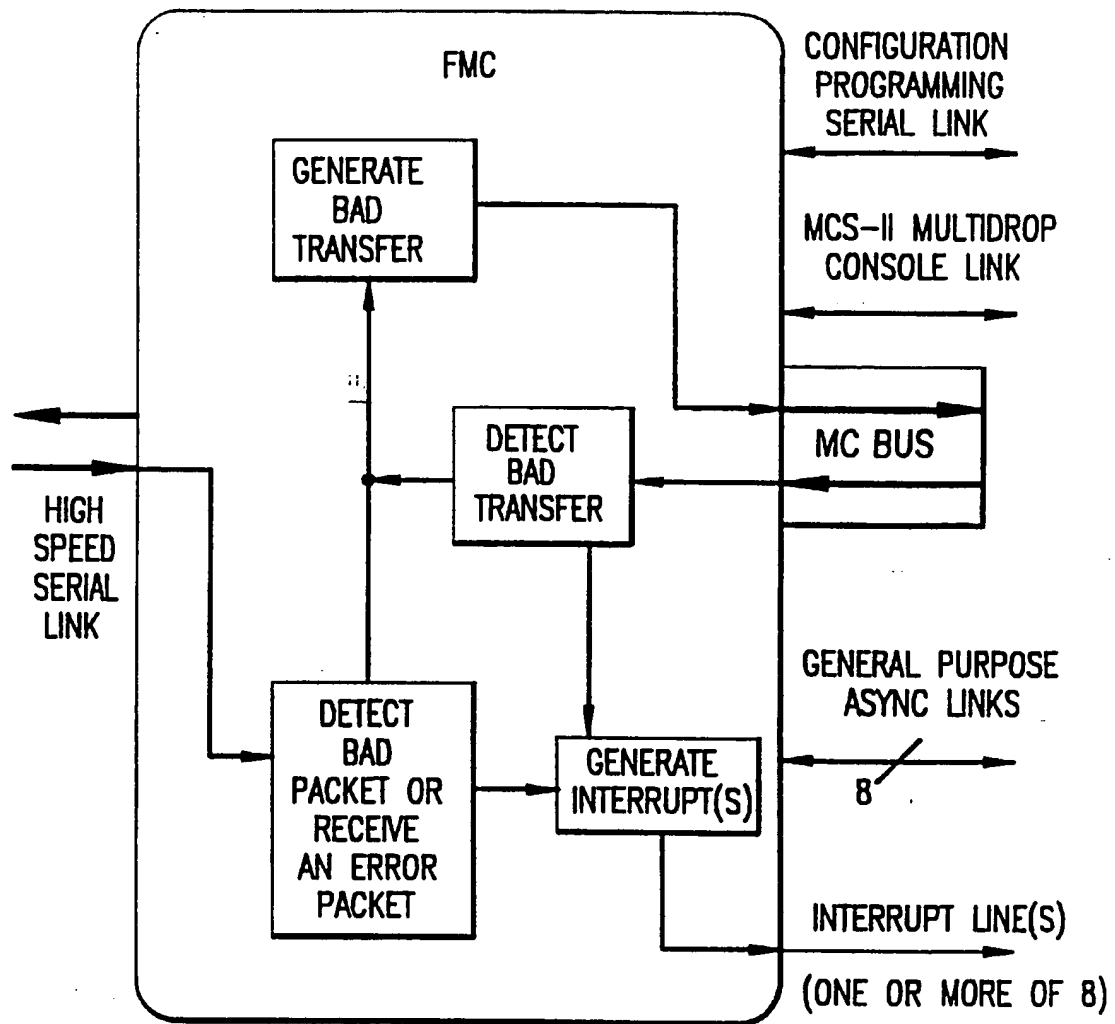 FMC
CONFIGURATION
PROGRAMMING
SERIAL LINK
GENERATE
BAD
TRANSFER
MCS-II MULTIDROP
CONSOLE LINK
DETECT
BAD
TRANSFER
MC BUS
HIGH
SPEED
SERIAL
LINK
GENERAL PURPOSE
ASYNC LINKS
8
DETECT
BAD
PACKET OR
RECEIVE
AN ERROR
PACKET
GENERATE
INTERRUPT(S)
INTERRUPT LINE(S)
(ONE OR MORE OF 8)